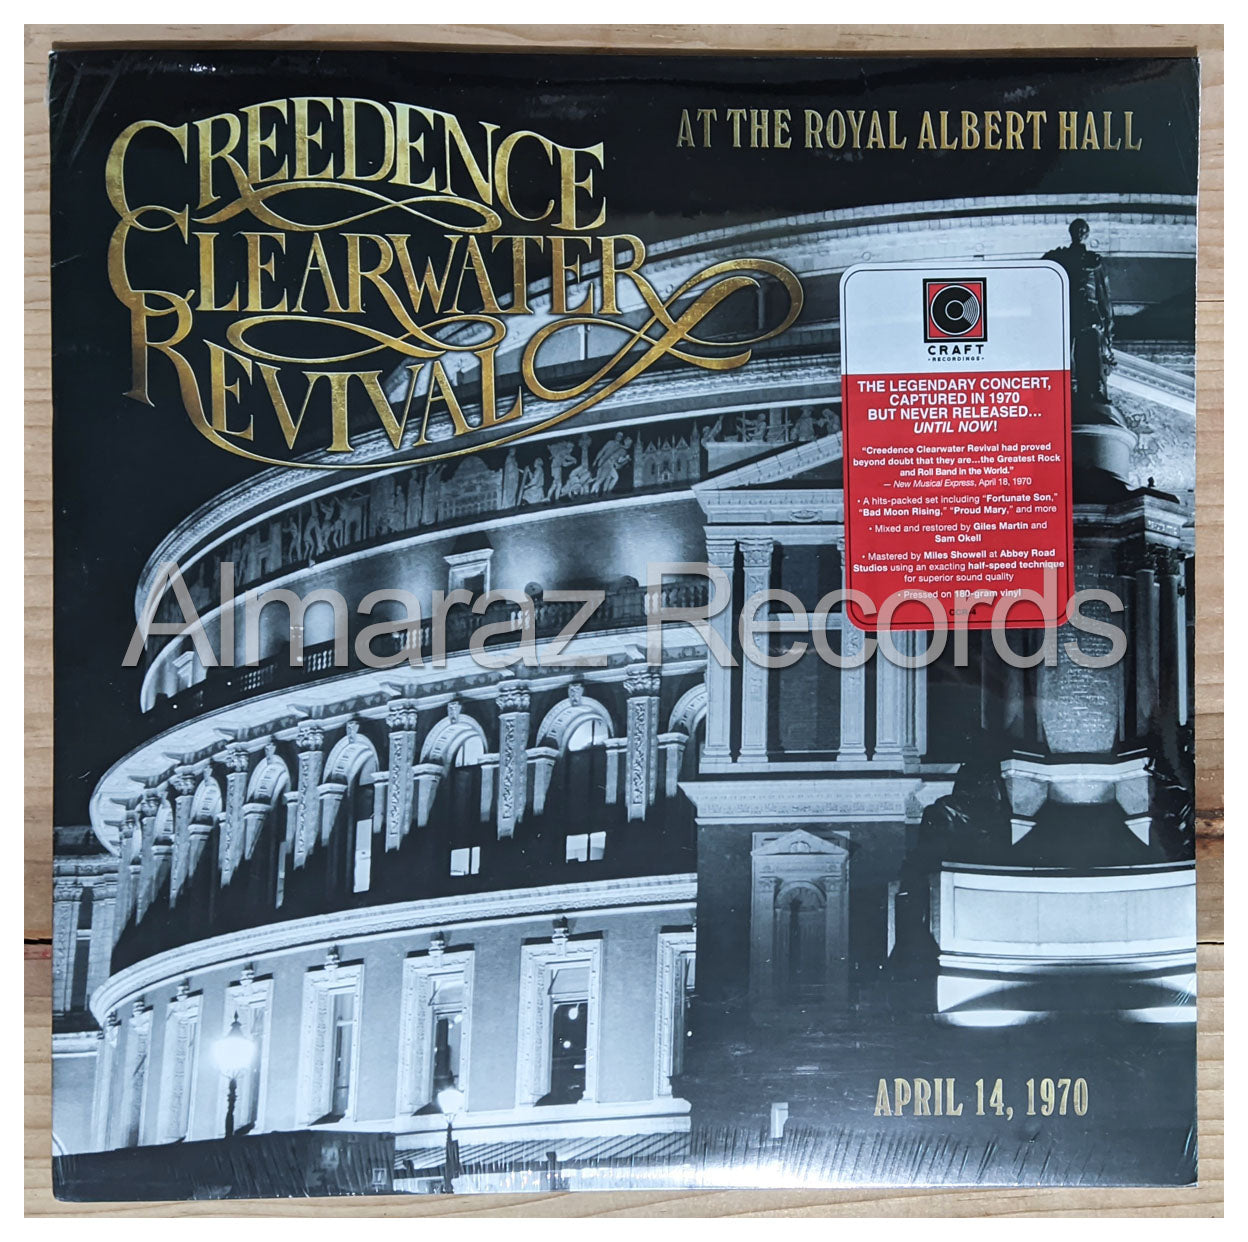 CREEDENCE
CLEARWATER
REVIVAL
AT THE ROYAL ALBERT HALL
CRAFT
RECORDINGS
THE LEGENDARY CONCERT,
CAPTURED IN 1970
BUT NEVER RELEASED...
UNTIL NOW!
“Creedence Clearwater Revival had proved
beyond doubt that they are...the Greatest Rock
and Roll Band in the World.”
— New Musical Express, April 18, 1970
• A hits-packed set including “Fortunate Son,”
“Bad Moon Rising,” “Proud Mary,” and more
• Mixed and restored by Giles Martin and
Sam Okell
• Mastered by Miles Showell at Abbey Road
Studios using an exacting half-speed technique
for superior sound quality
• Pressed on 180-gram vinyl
Almaraz Records
APRIL 14, 1970